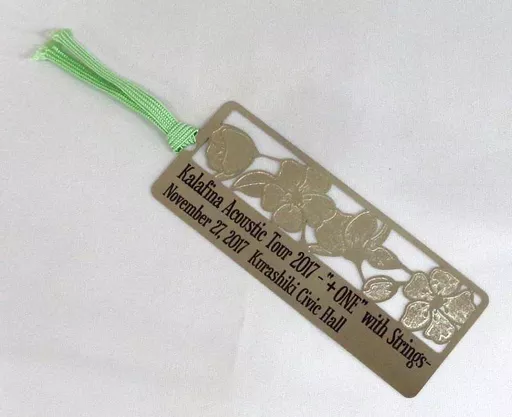 Kalafina Acoustic Tour 2017 -"+ ONE" with Strings-
November 27, 2017 Kurashiki Civic Hall